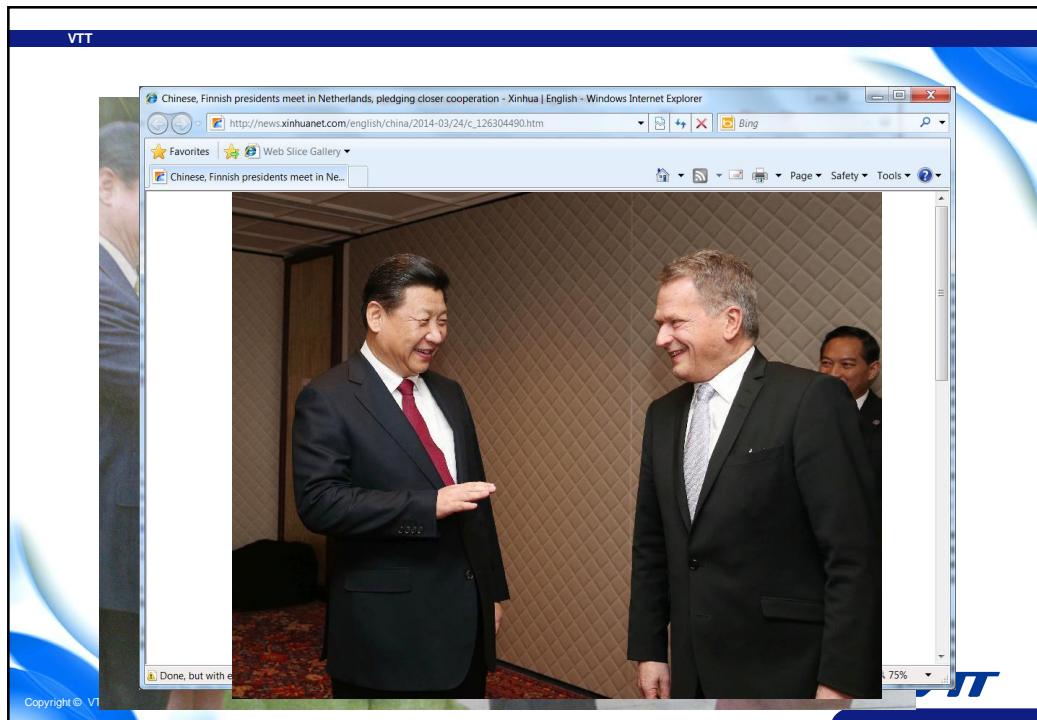 VTT
Chinese, Finnish presidents meet in Netherlands, pledging closer cooperation - Xinhua | English - Windows Internet Explorer
http://news.xinhuanet.com/english/china/2014-03/24/c_126304490.htm
Bing
Favorites Web Slice Gallery
Chinese, Finnish presidents meet in Ne...
Page Safety Tools
Done, but with e
75%
Copyright © VT
VTT